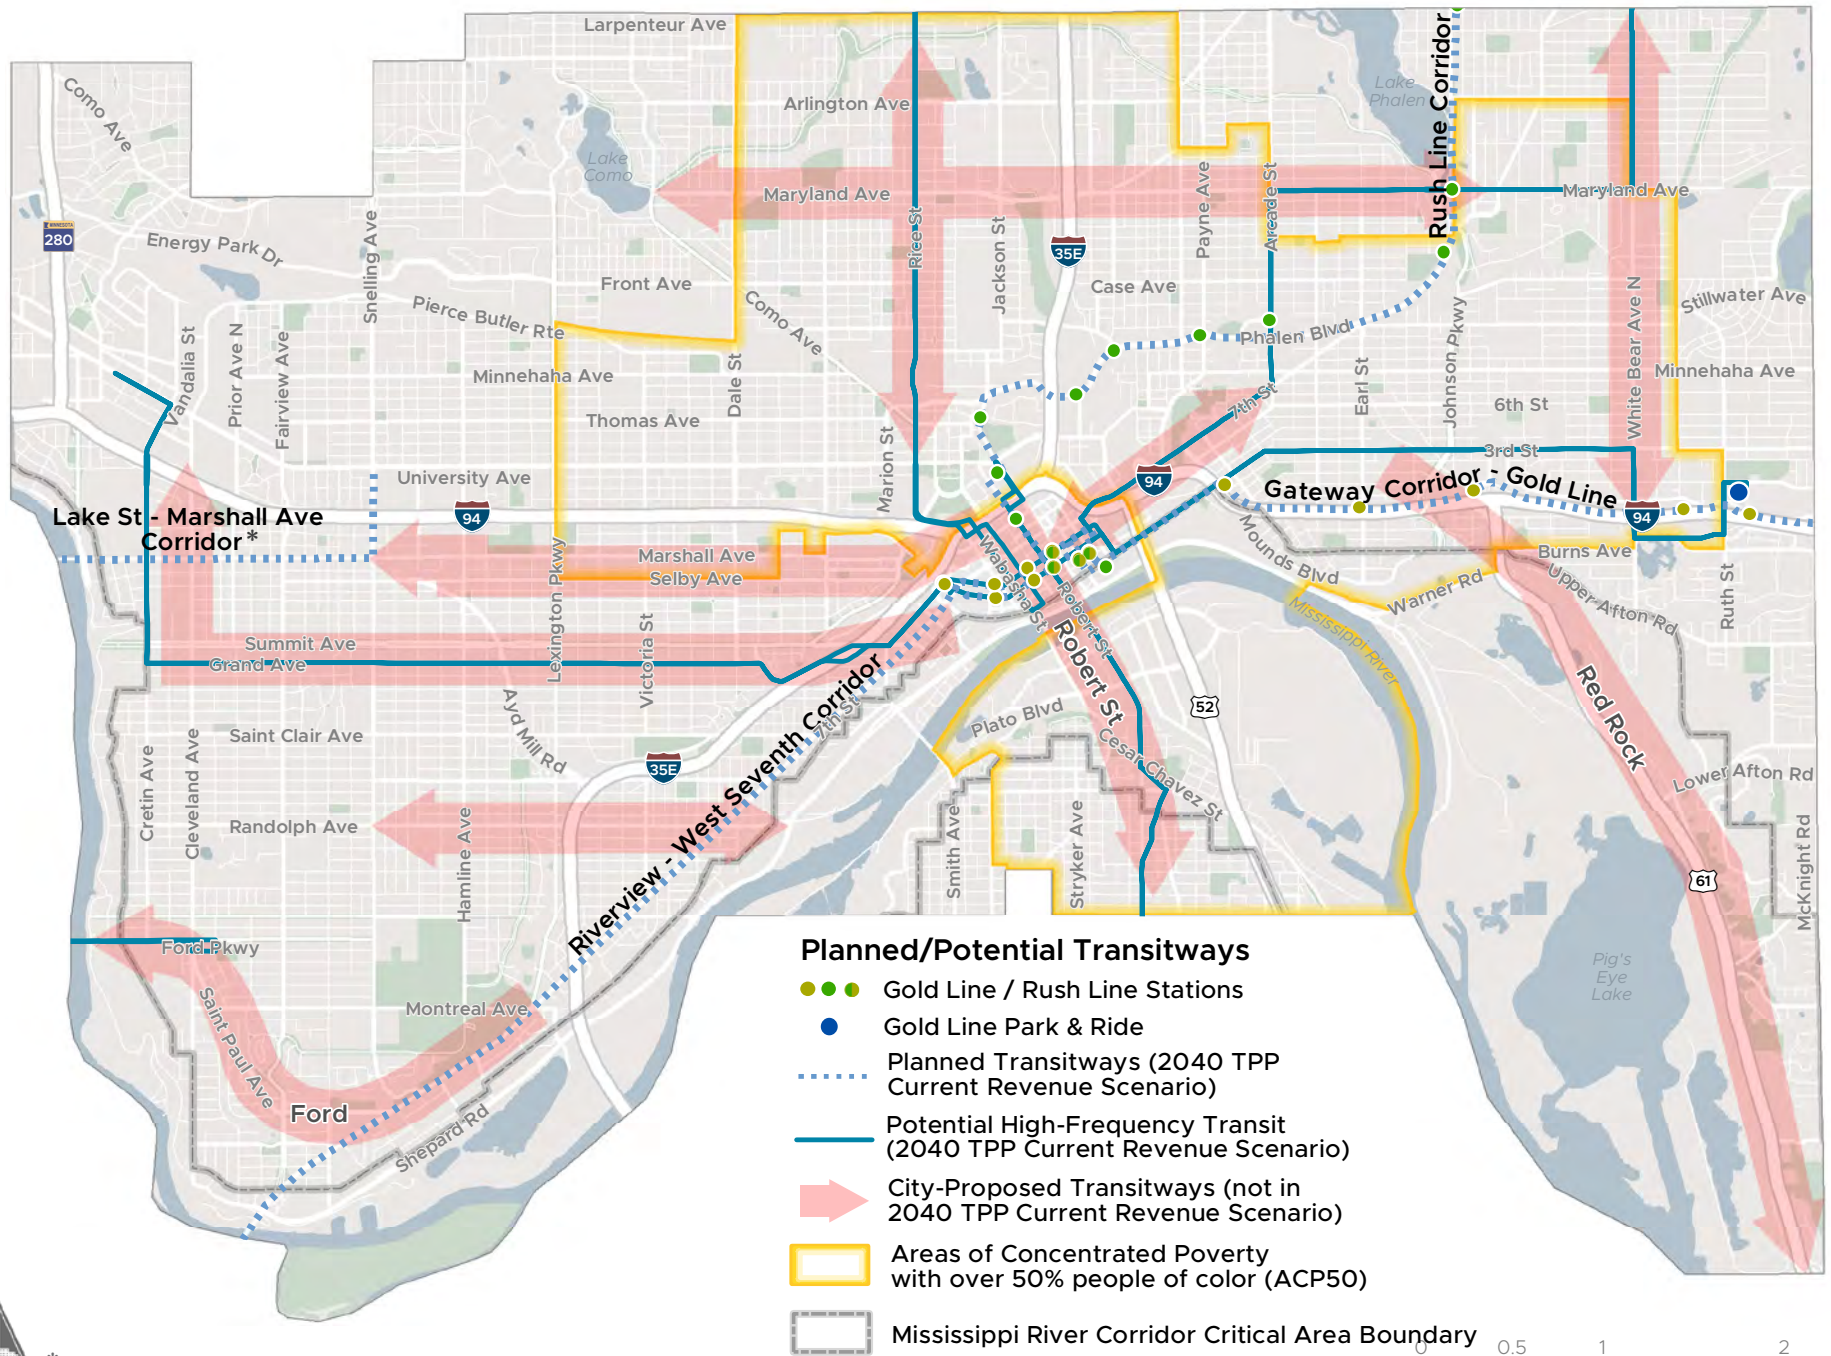 Larpenteur Ave
Como Ave
Arlington Ave
Lake
Phalen
Rush Line Corridor
Lake
Como
Maryland Ave
Maryland Ave
MINNESOTA
280
Energy Park Dr
Snelling Ave
Rice St
Jackson St
35E
Payne Ave
Arcade St
Front Ave
Case Ave
Pierce Butler Rte
Como Ave
Stillwater Ave
Vandalia St
Prior Ave N
Fairview Ave
Minnehaha Ave
Dale St
Phalen Blvd
Earl St
Johnson Pkwy
White Bear Ave N
Minnehaha Ave
Thomas Ave
7th St
6th St
Marion St
3rd St
University Ave
94
94
Gateway Corridor - Gold Line
94
Lake St - Marshall Ave
Corridor*
Marshall Ave
Selby Ave
Lexington Pkwy
Wabasha St
Robert St
Mounds Blvd
Burns Ave
Warner Rd
Upper Afton Rd
Ruth St
Mississippi River
Summit Ave
Grand Ave
Victoria St
Robert St
Riverview - West Seventh Corridor
7th St
Ayd Mill Rd
52
Red Rock
Plato Blvd
Saint Clair Ave
Cesar Chavez St
35E
Lower Afton Rd
Cretin Ave
Cleveland Ave
Randolph Ave
Hamline Ave
Smith Ave
Stryker Ave
61
McKnight Rd
Ford Pkwy
Saint Paul Ave
Montreal Ave
Pig's
Eye
Lake
Ford
Shepard Rd
Planned/Potential Transitways
Gold Line / Rush Line Stations
Gold Line Park & Ride
Planned Transitways (2040 TPP
Current Revenue Scenario)
Potential High-Frequency Transit
(2040 TPP Current Revenue Scenario)
City-Proposed Transitways (not in
2040 TPP Current Revenue Scenario)
Areas of Concentrated Poverty
with over 50% people of color (ACP50)
Mississippi River Corridor Critical Area Boundary
0 0.5 1 2
*